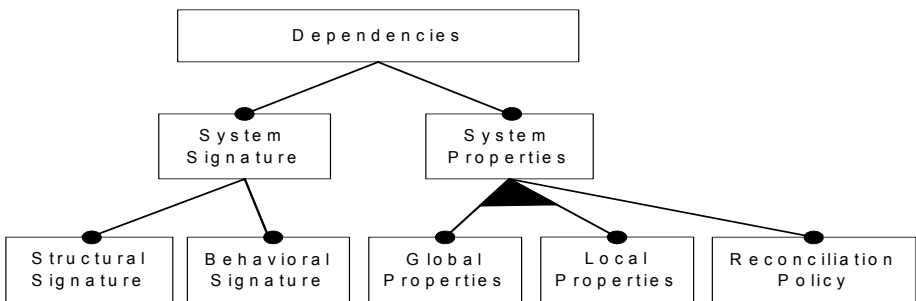 Dependencies
System
Signature
System
Properties
Structural
Signature
Behavioral
Signature
Global
Properties
Local
Properties
Reconciliation
Policy